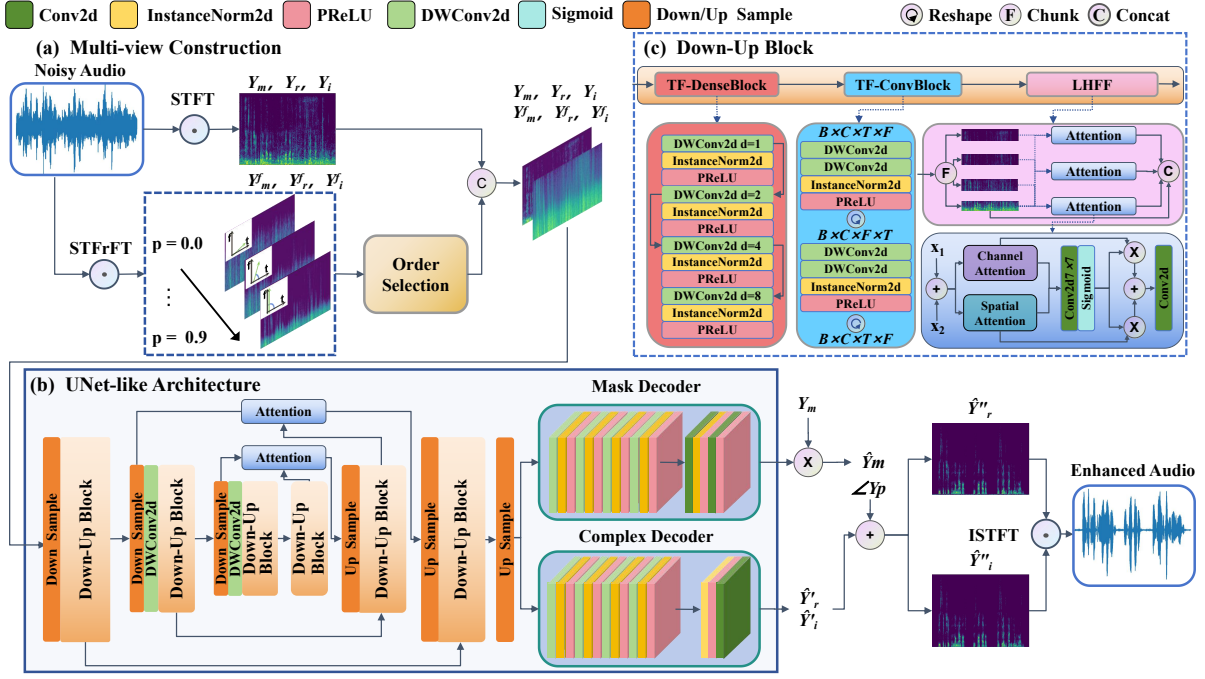 Conv2d InstanceNorm2d PReLU DWConv2d Sigmoid Down/Up Sample Reshape F Chunk C Concat
(a) Multi-view Construction
Noisy Audio
STFT
Y_m, Y_r, Y_i
Y^f_m, Y^f_r, Y^f_i
STFrFT
p = 0.0
⋮
p = 0.9
f
t
f
t
f
t
Order
Selection
C
Y_m, Y_r, Y_i
Y^f_m, Y^f_r, Y^f_i
(c) Down-Up Block
TF-DenseBlock
TF-ConvBlock
LHFF
DWConv2d d=1
InstanceNorm2d
PReLU
DWConv2d d=2
InstanceNorm2d
PReLU
DWConv2d d=4
InstanceNorm2d
PReLU
DWConv2d d=8
InstanceNorm2d
PReLU
B×C×T×F
DWConv2d
DWConv2d
InstanceNorm2d
PReLU
B×C×F×T
DWConv2d
DWConv2d
InstanceNorm2d
PReLU
B×C×T×F
F
Attention
Attention
Attention
C
x_1
+
x_2
Channel
Attention
Spatial
Attention
Conv2d7×7
Sigmoid
X
+
X
Conv2d
(b) UNet-like Architecture
Attention
Attention
Down Sample
Down-Up Block
Down Sample
DWConv2d
Down-Up Block
Down Sample
DWConv2d
Down-Up
Block
Down-Up
Block
Up Sample
Down-Up Block
Up Sample
Down-Up Block
Up Sample
Mask Decoder
Complex Decoder
Y_m
X
Ŷm
∠Yp
+
Ŷ'_r
Ŷ'_i
Ŷ''_r
ISTFT
Ŷ''_i
Enhanced Audio